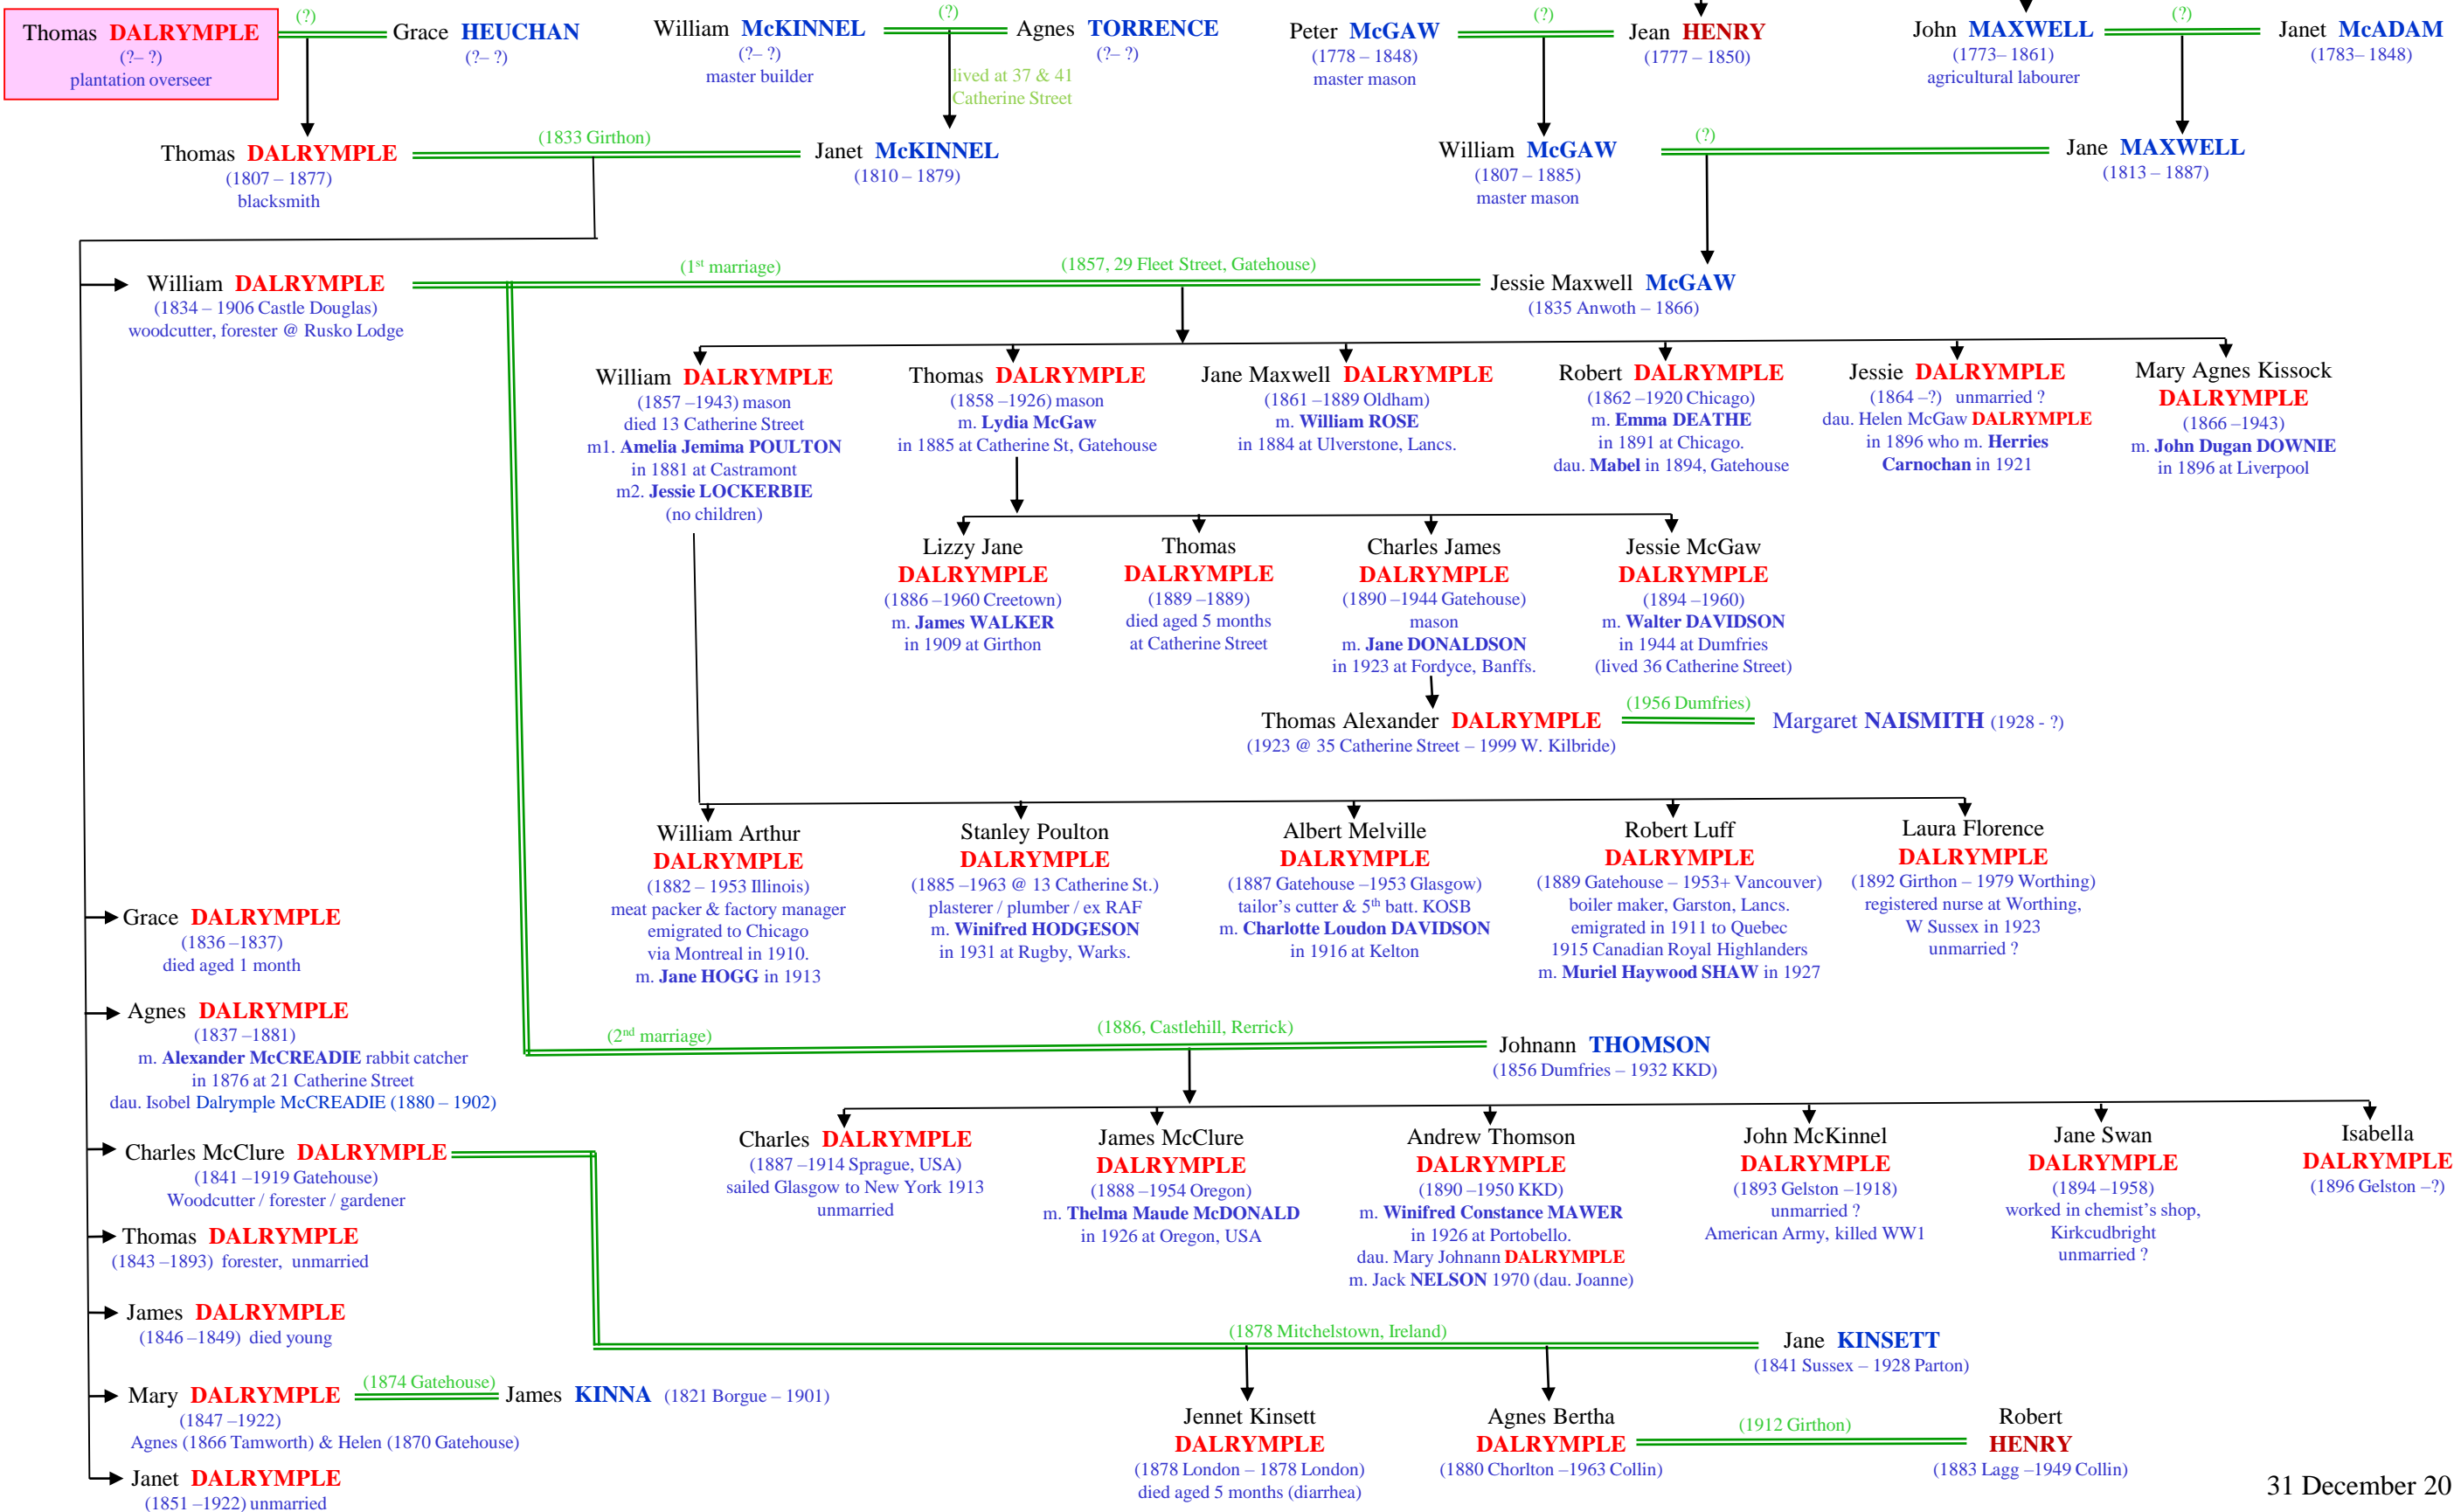 Thomas DALRYMPLE
(?– ?)
plantation overseer
(?)
Grace HEUCHAN
(?– ?)
William McKINNEL
(?– ?)
master builder
(?)
Agnes TORRENCE
(?– ?)
lived at 37 & 41
Catherine Street
Peter McGAW
(1778 – 1848)
master mason
(?)
Jean HENRY
(1777 – 1850)
John MAXWELL
(1773– 1861)
agricultural labourer
(?)
Janet McADAM
(1783– 1848)
Thomas DALRYMPLE
(1807 – 1877)
blacksmith
(1833 Girthon)
Janet McKINNEL
(1810 – 1879)
William McGAW
(1807 – 1885)
master mason
(?)
Jane MAXWELL
(1813 – 1887)
William DALRYMPLE
(1834 – 1906 Castle Douglas)
woodcutter, forester @ Rusko Lodge
(1st marriage)
(1857, 29 Fleet Street, Gatehouse)
Jessie Maxwell McGAW
(1835 Anwoth – 1866)
William DALRYMPLE
(1857 –1943) mason
died 13 Catherine Street
m1. Amelia Jemima POULTON
in 1881 at Castramont
m2. Jessie LOCKERBIE
(no children)
Thomas DALRYMPLE
(1858 –1926) mason
m. Lydia McGaw
in 1885 at Catherine St, Gatehouse
Jane Maxwell DALRYMPLE
(1861 –1889 Oldham)
m. William ROSE
in 1884 at Ulverstone, Lancs.
Robert DALRYMPLE
(1862 –1920 Chicago)
m. Emma DEATHE
in 1891 at Chicago.
dau. Mabel in 1894, Gatehouse
Jessie DALRYMPLE
(1864 –?) unmarried ?
dau. Helen McGaw DALRYMPLE
in 1896 who m. Herries
Carnochan in 1921
Mary Agnes Kissock
DALRYMPLE
(1866 –1943)
m. John Dugan DOWNIE
in 1896 at Liverpool
Lizzy Jane
DALRYMPLE
(1886 –1960 Creetown)
m. James WALKER
in 1909 at Girthon
Thomas
DALRYMPLE
(1889 –1889)
died aged 5 months
at Catherine Street
Charles James
DALRYMPLE
(1890 –1944 Gatehouse)
mason
m. Jane DONALDSON
in 1923 at Fordyce, Banffs.
Jessie McGaw
DALRYMPLE
(1894 –1960)
m. Walter DAVIDSON
in 1944 at Dumfries
(lived 36 Catherine Street)
Thomas Alexander DALRYMPLE
(1923 @ 35 Catherine Street – 1999 W. Kilbride)
(1956 Dumfries)
Margaret NAISMITH (1928 - ?)
William Arthur
DALRYMPLE
(1882 – 1953 Illinois)
meat packer & factory manager
emigrated to Chicago
via Montreal in 1910.
m. Jane HOGG in 1913
Stanley Poulton
DALRYMPLE
(1885 –1963 @ 13 Catherine St.)
plasterer / plumber / ex RAF
m. Winifred HODGESON
in 1931 at Rugby, Warks.
Albert Melville
DALRYMPLE
(1887 Gatehouse –1953 Glasgow)
tailor's cutter & 5th batt. KOSB
m. Charlotte Loudon DAVIDSON
in 1916 at Kelton
Robert Luff
DALRYMPLE
(1889 Gatehouse – 1953+ Vancouver)
boiler maker, Garston, Lancs.
emigrated in 1911 to Quebec
1915 Canadian Royal Highlanders
m. Muriel Haywood SHAW in 1927
Laura Florence
DALRYMPLE
(1892 Girthon – 1979 Worthing)
registered nurse at Worthing,
W Sussex in 1923
unmarried ?
Grace DALRYMPLE
(1836 –1837)
died aged 1 month
Agnes DALRYMPLE
(1837 –1881)
m. Alexander McCREADIE rabbit catcher
in 1876 at 21 Catherine Street
dau. Isobel Dalrymple McCREADIE (1880 – 1902)
(2nd marriage)
(1886, Castlehill, Rerrick)
Johnann THOMSON
(1856 Dumfries – 1932 KKD)
Charles DALRYMPLE
(1887 –1914 Sprague, USA)
sailed Glasgow to New York 1913
unmarried
James McClure
DALRYMPLE
(1888 –1954 Oregon)
m. Thelma Maude McDONALD
in 1926 at Oregon, USA
Andrew Thomson
DALRYMPLE
(1890 –1950 KKD)
m. Winifred Constance MAWER
in 1926 at Portobello.
dau. Mary Johnann DALRYMPLE
m. Jack NELSON 1970 (dau. Joanne)
John McKinnel
DALRYMPLE
(1893 Gelston –1918)
unmarried ?
American Army, killed WW1
Jane Swan
DALRYMPLE
(1894 –1958)
worked in chemist's shop,
Kirkcudbright
unmarried ?
Isabella
DALRYMPLE
(1896 Gelston –?)
Charles McClure DALRYMPLE
(1841 –1919 Gatehouse)
Woodcutter / forester / gardener
Thomas DALRYMPLE
(1843 –1893) forester, unmarried
James DALRYMPLE
(1846 –1849) died young
(1878 Mitchelstown, Ireland)
Jane KINSETT
(1841 Sussex – 1928 Parton)
Mary DALRYMPLE
(1847 –1922)
Agnes (1866 Tamworth) & Helen (1870 Gatehouse)
(1874 Gatehouse)
James KINNA (1821 Borgue – 1901)
Jennet Kinsett
DALRYMPLE
(1878 London – 1878 London)
died aged 5 months (diarrhea)
Agnes Bertha
DALRYMPLE
(1880 Chorlton –1963 Collin)
(1912 Girthon)
Robert
HENRY
(1883 Lagg –1949 Collin)
Janet DALRYMPLE
(1851 –1922) unmarried
31 December 20